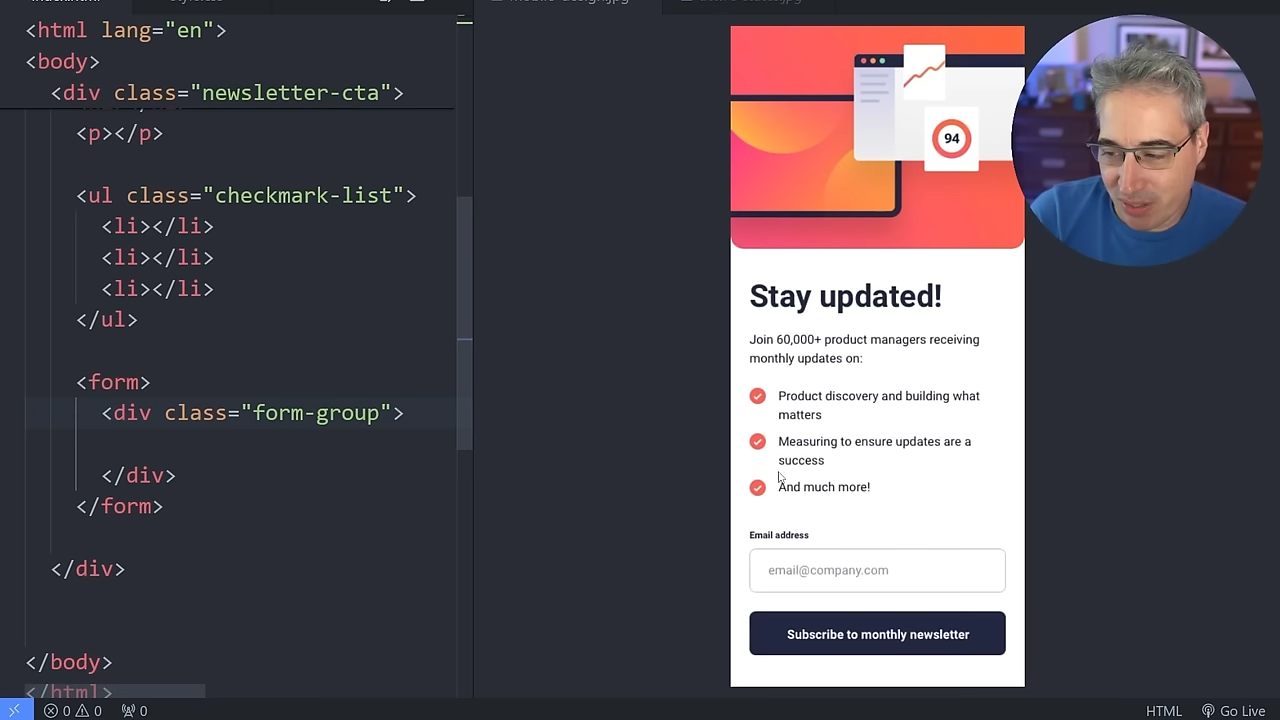 <html lang="en">
<body>
<div class="newsletter-cta">
<p></p>
<ul class="checkmark-list">
<li></li>
<li></li>
<li></li>
</ul>
<form>
<div class="form-group">
</div>
</form>
</div>
</body>
</html>
94
Stay updated!
Join 60,000+ product managers receiving
monthly updates on:
Product discovery and building what
matters
Measuring to ensure updates are a
success
And much more!
Email address
email@company.com
Subscribe to monthly newsletter
0 0 0
HTML Go Live